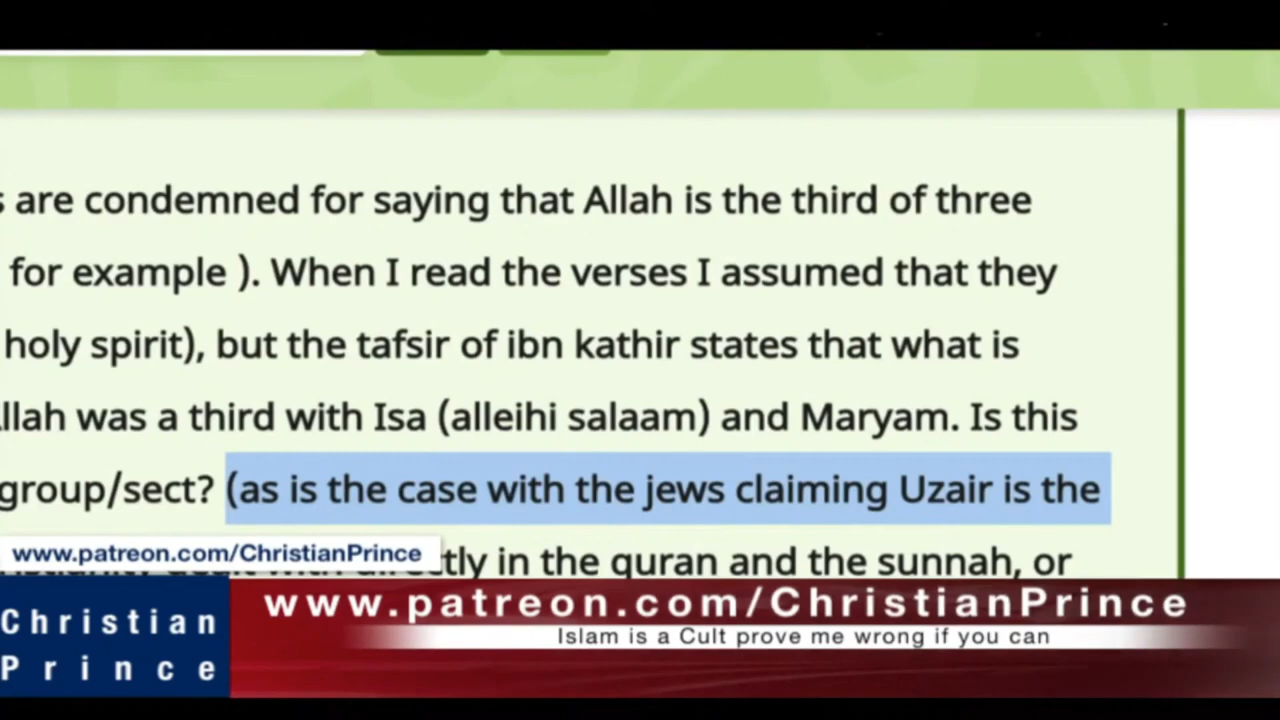 s are condemned for saying that Allah is the third of three
for example ). When I read the verses I assumed that they
holy spirit), but the tafsir of ibn kathir states that what is
llah was a third with Isa (alleihi salaam) and Maryam. Is this
group/sect? (as is the case with the jews claiming Uzair is the
www.patreon.com/ChristianPrince
ctly in the quran and the sunnah, or
www.patreon.com/ChristianPrince
Islam is a Cult prove me wrong if you can
Christian
Prince